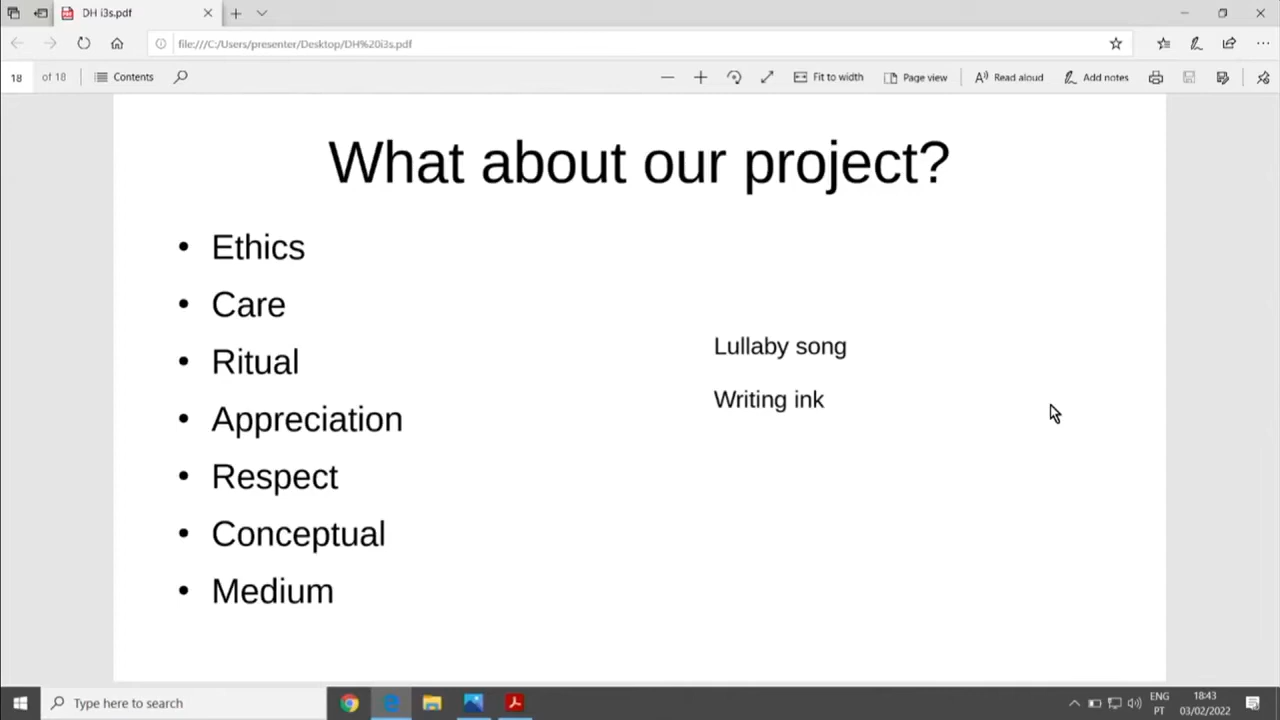 DH i3s.pdf
file:///C:/Users/presenter/Desktop/DH%20i3s.pdf
18 of 18 Contents Fit to width Page view Read aloud Add notes
What about our project?
• Ethics
• Care
• Ritual
• Appreciation
• Respect
• Conceptual
• Medium
Lullaby song
Writing ink
Type here to search
ENG
PT
18:43
03/02/2022